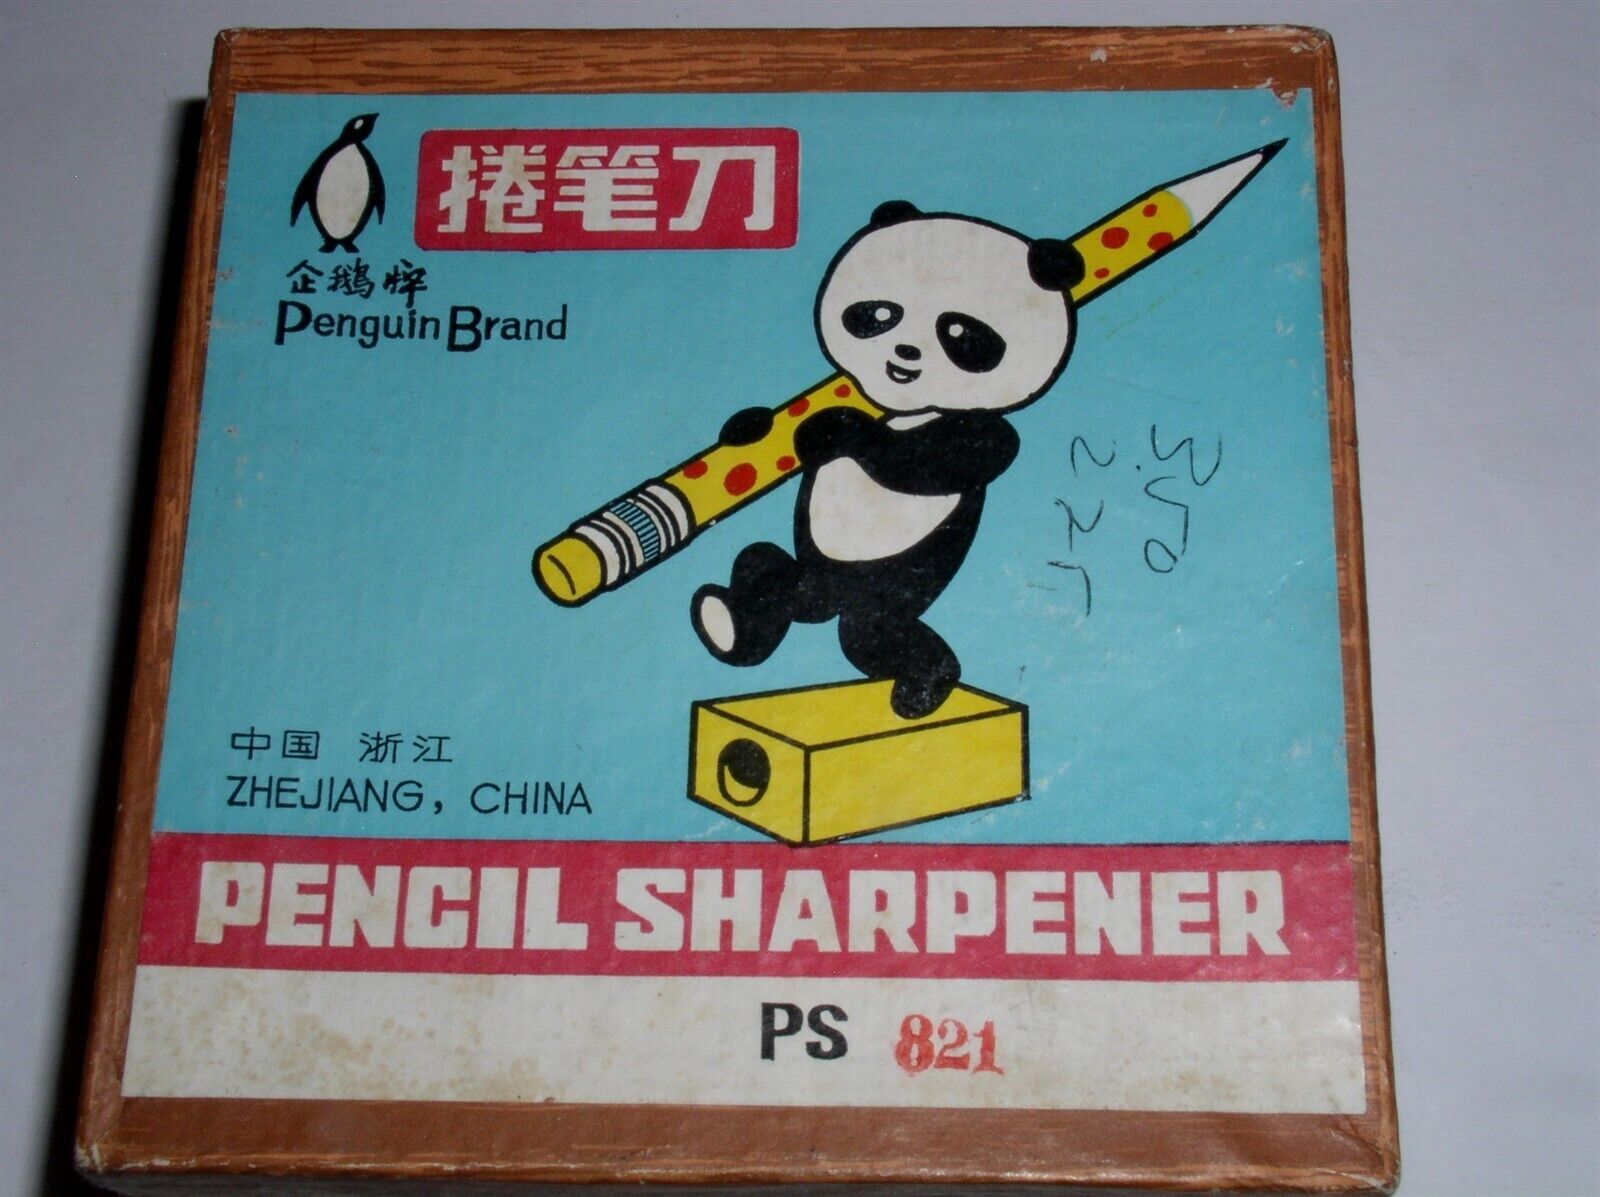 捲笔刀
企鹅牌
Penguin Brand
中国 浙江
ZHEJIANG, CHINA
PENCIL SHARPENER
PS 821